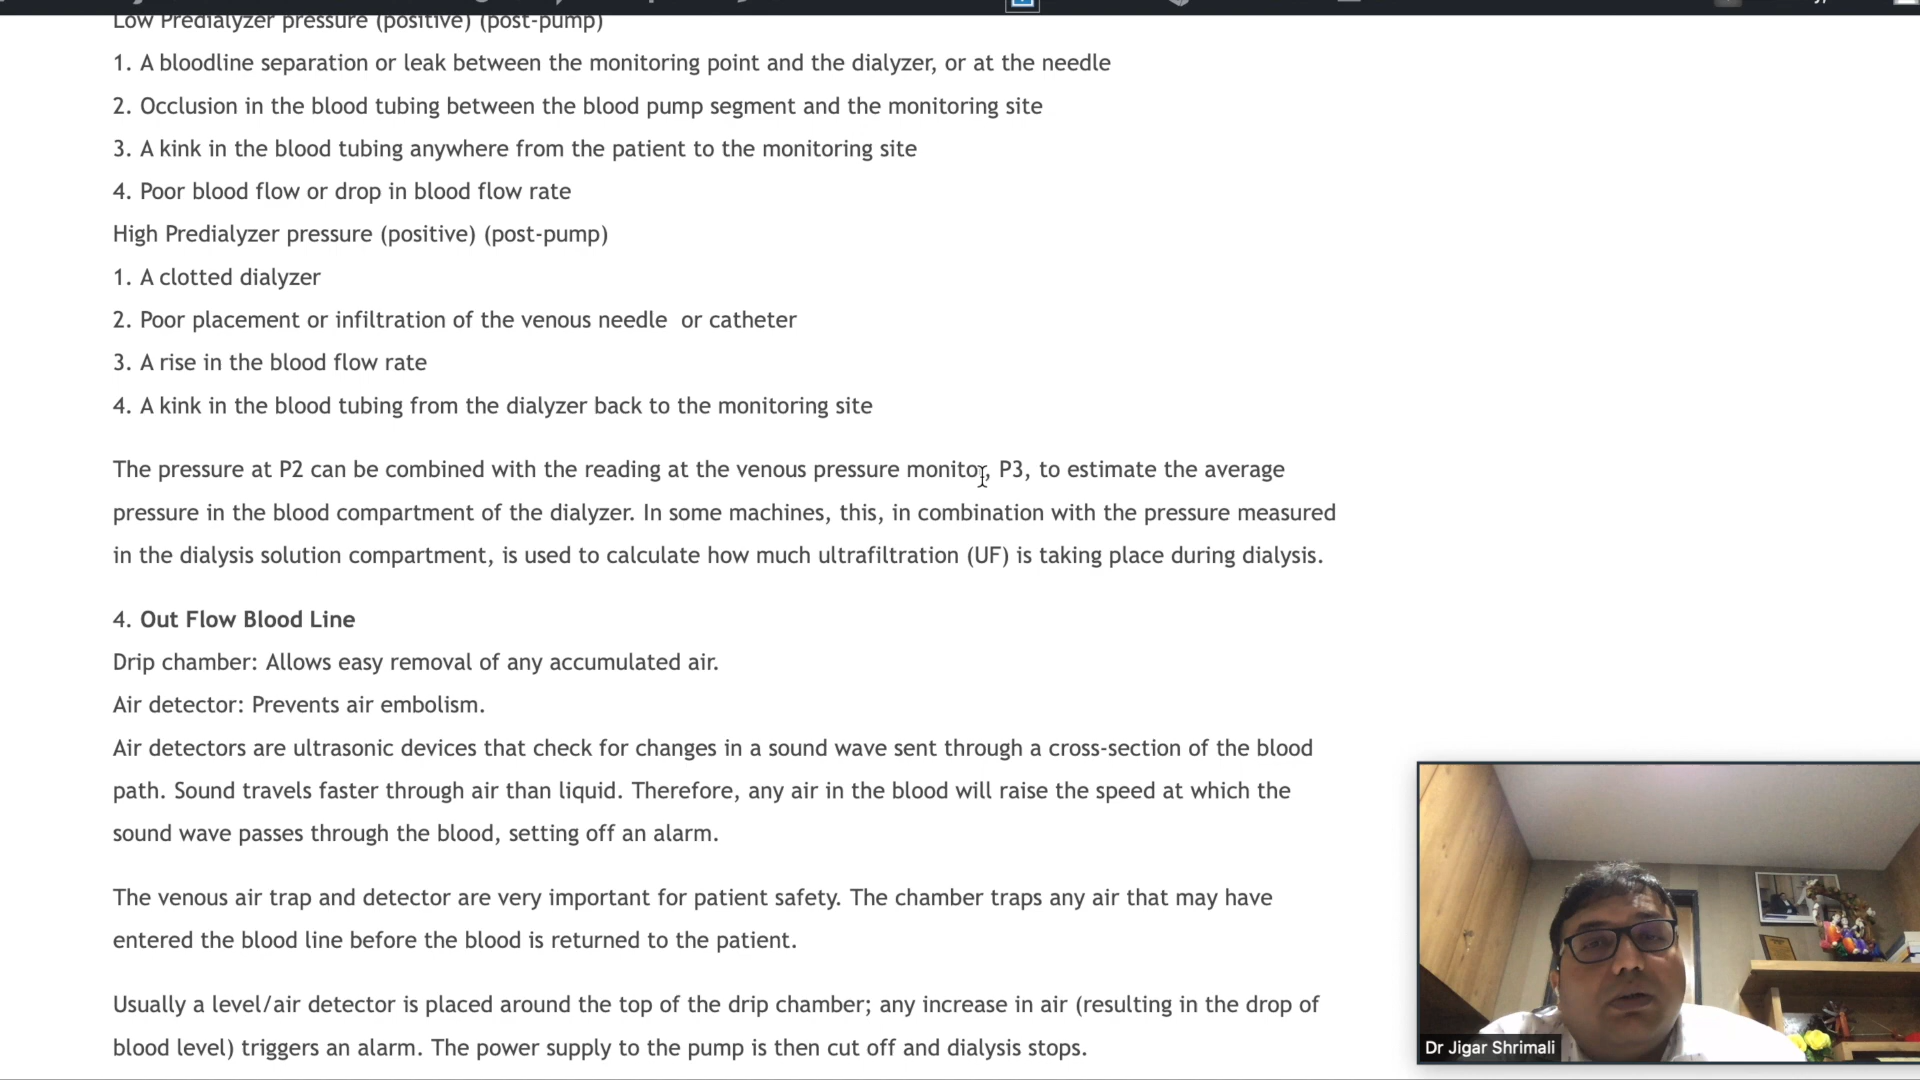 Low Predialyzer pressure (positive) (post-pump)
1. A bloodline separation or leak between the monitoring point and the dialyzer, or at the needle
2. Occlusion in the blood tubing between the blood pump segment and the monitoring site
3. A kink in the blood tubing anywhere from the patient to the monitoring site
4. Poor blood flow or drop in blood flow rate
High Predialyzer pressure (positive) (post-pump)
1. A clotted dialyzer
2. Poor placement or infiltration of the venous needle or catheter
3. A rise in the blood flow rate
4. A kink in the blood tubing from the dialyzer back to the monitoring site
The pressure at P2 can be combined with the reading at the venous pressure monitor, P3, to estimate the average
pressure in the blood compartment of the dialyzer. In some machines, this, in combination with the pressure measured
in the dialysis solution compartment, is used to calculate how much ultrafiltration (UF) is taking place during dialysis.
4. Out Flow Blood Line
Drip chamber: Allows easy removal of any accumulated air.
Air detector: Prevents air embolism.
Air detectors are ultrasonic devices that check for changes in a sound wave sent through a cross-section of the blood
path. Sound travels faster through air than liquid. Therefore, any air in the blood will raise the speed at which the
sound wave passes through the blood, setting off an alarm.
The venous air trap and detector are very important for patient safety. The chamber traps any air that may have
entered the blood line before the blood is returned to the patient.
Usually a level/air detector is placed around the top of the drip chamber; any increase in air (resulting in the drop of
blood level) triggers an alarm. The power supply to the pump is then cut off and dialysis stops.
Dr Jigar Shrimali